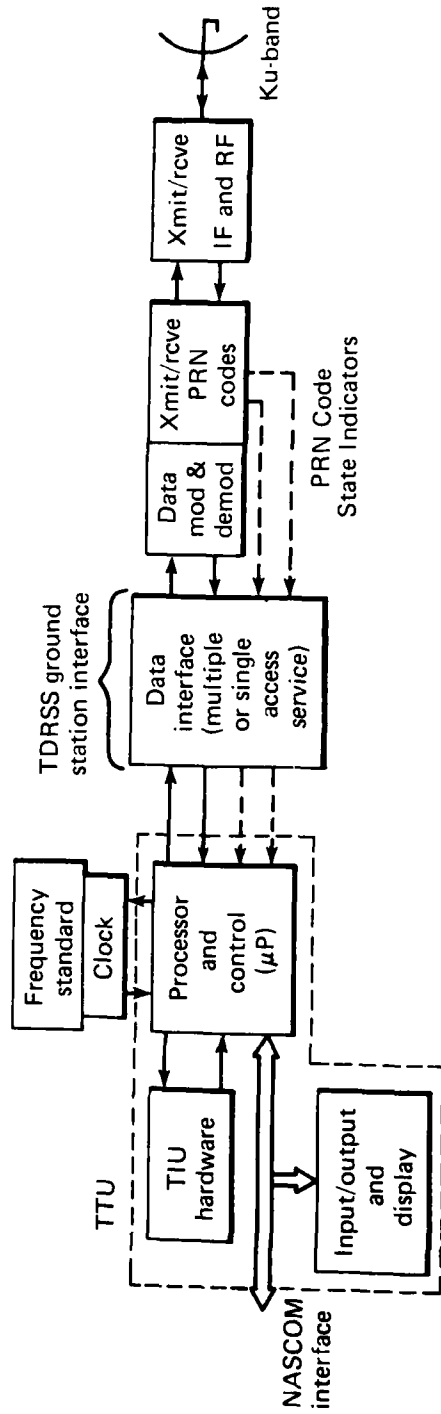 TTU
TIU
hardware
NASCOM
interface
Input/output
and
display
Frequency
standard
Clock
Processor
and
control
(μP)
TDRSS ground
station interface
Data
interface
(multiple
or single
access
service)
Data
mod &
demod
Xmit/rcve
PRN
codes
PRN Code
State Indicators
Xmit/rcve
IF and RF
Ku-band